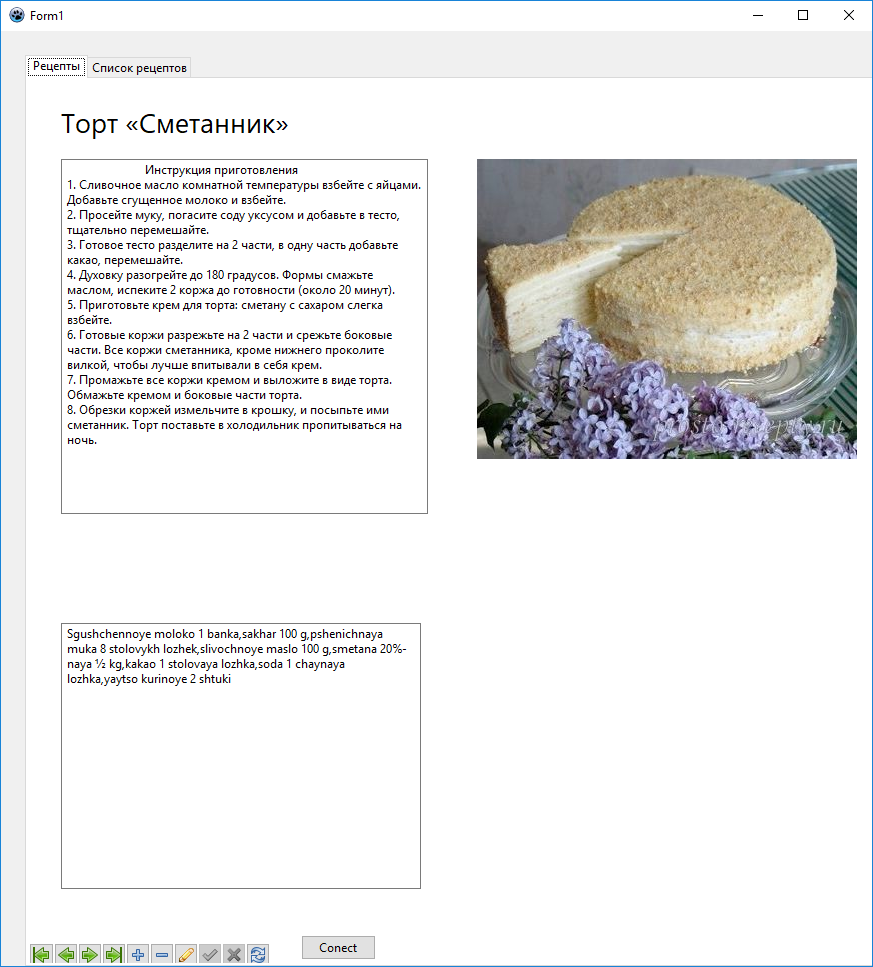 Form1
Рецепты Список рецептов
Торт «Сметанник»
Инструкция приготовления
1. Сливочное масло комнатной температуры взбейте с яйцами.
Добавьте сгущенное молоко и взбейте.
2. Просейте муку, погасите соду уксусом и добавьте в тесто,
тщательно перемешайте.
3. Готовое тесто разделите на 2 части, в одну часть добавьте
какао, перемешайте.
4. Духовку разогрейте до 180 градусов. Формы смажьте
маслом, испеките 2 коржа до готовности (около 20 минут).
5. Приготовьте крем для торта: сметану с сахаром слегка
взбейте.
6. Готовые коржи разрежьте на 2 части и срежьте боковые
части. Все коржи сметанника, кроме нижнего проколите
вилкой, чтобы лучше впитывали в себя крем.
7. Промажьте все коржи кремом и выложите в виде торта.
Обмажьте кремом и боковые части торта.
8. Обрезки коржей измельчите в крошку, и посыпьте ими
сметанник. Торт поставьте в холодильник пропитываться на
ночь.
Sgushchennoye moloko 1 banka,sakhar 100 g,pshenichnaya
muka 8 stolovykh lozhek,slivochnoye maslo 100 g,smetana 20%-
naya ½ kg,kakao 1 stolovaya lozhka,soda 1 chaynaya
lozhka,yaytso kurinoye 2 shtuki
Conect